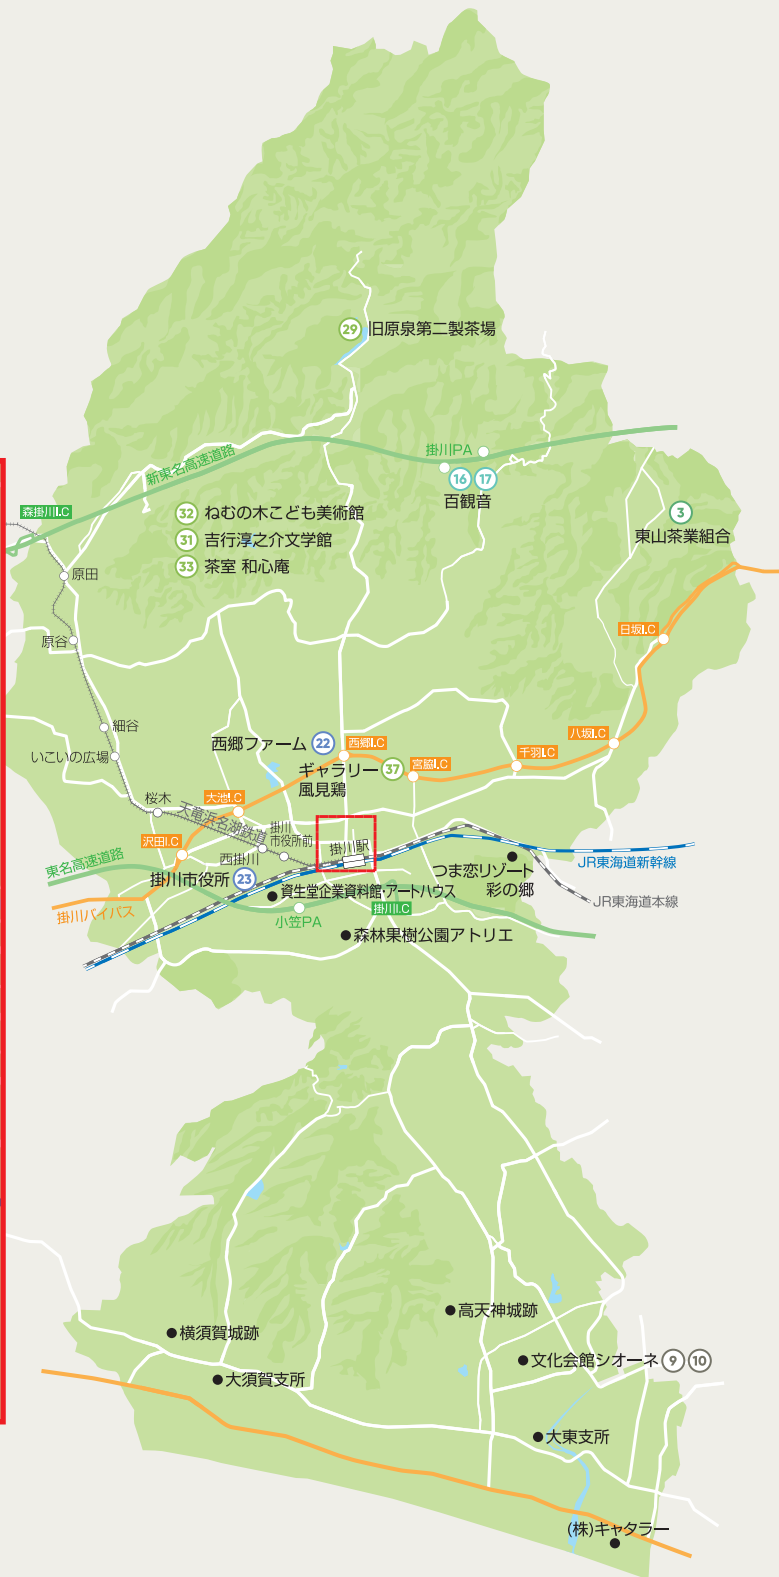 29 旧原泉第二製茶場
掛川PA
新東名高速道路
16 17
百観音
森掛川I.C
32 ねむの木こども美術館
31 吉行淳之介文学館
33 茶室 和心庵
3
東山茶業組合
原田
日坂I.C
原谷
細谷
八坂I.C
西郷ファーム 22
西郷I.C
いこいの広場
千羽I.C
ギャラリー 37
風見鶏
宮脇I.C
桜木
大池I.C
天竜浜名湖鉄道
掛川
市役所前
沢田I.C
掛川駅
西掛川
東名高速道路
つま恋リゾート
彩の郷
JR東海道新幹線
掛川市役所 23
資生堂企業資料館・アートハウス
JR東海道本線
掛川バイパス
小笠PA
掛川I.C
森林果樹公園アトリエ
高天神城跡
横須賀城跡
文化会館シオーネ 9 10
大須賀支所
大東支所
(株)キャタラー